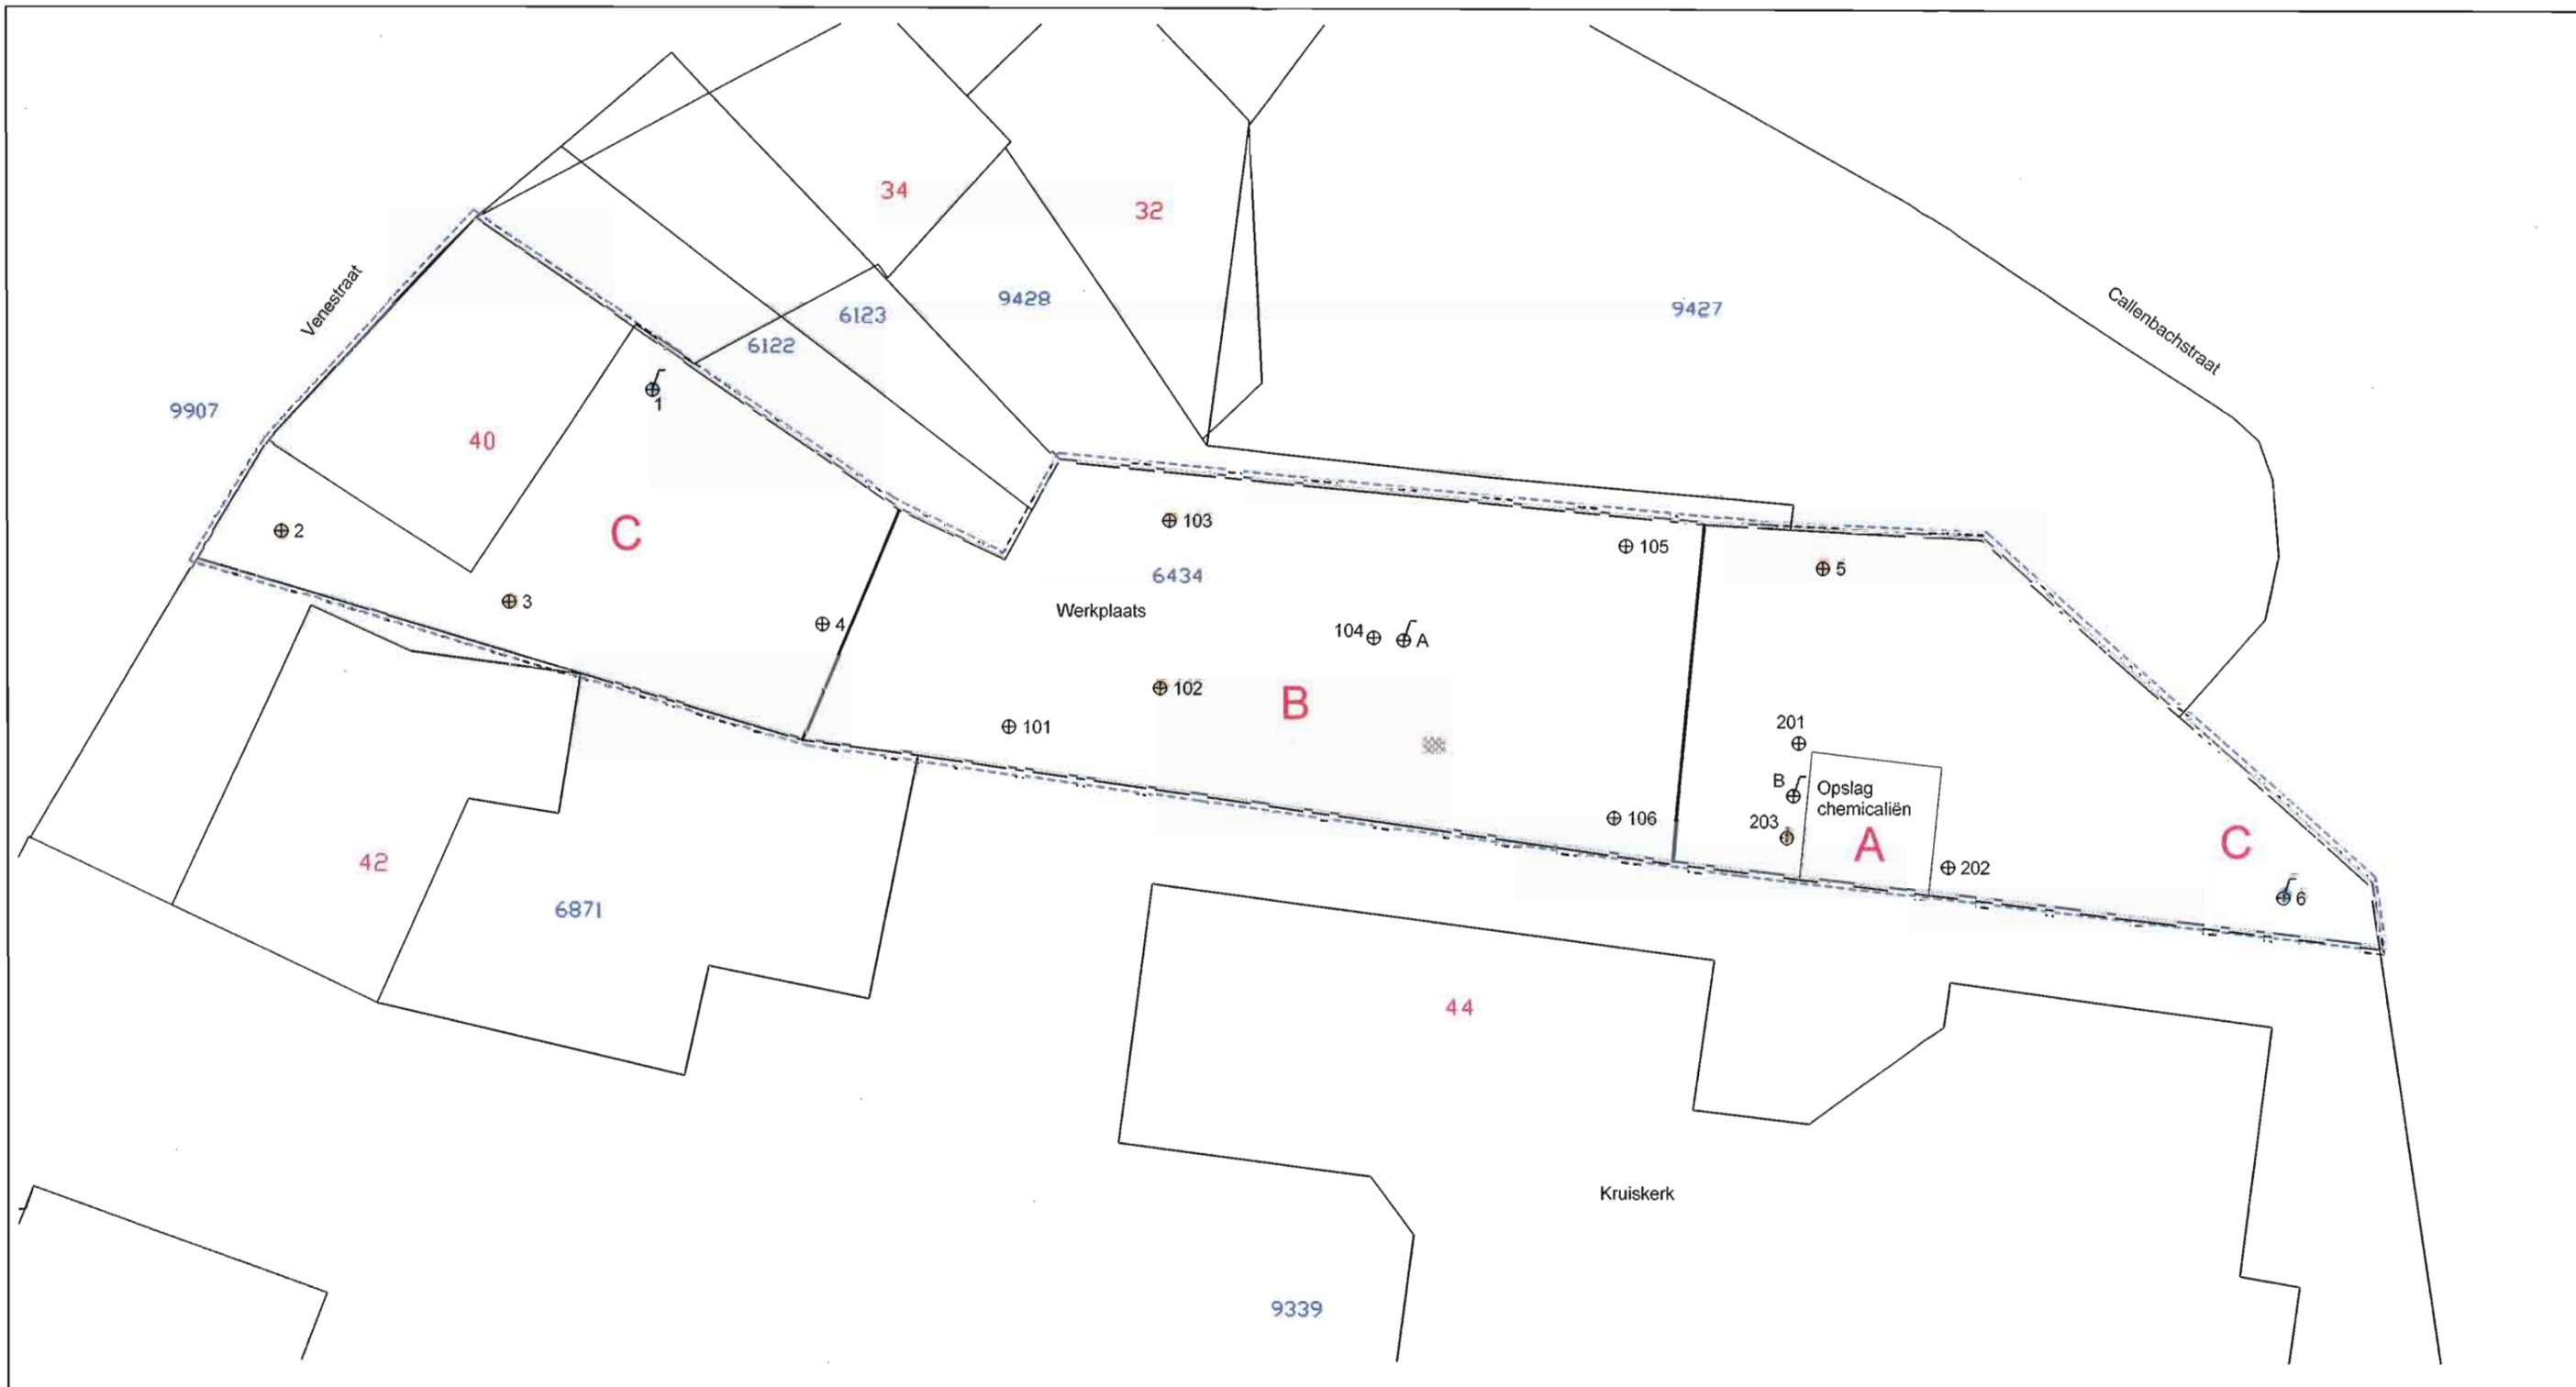 34
32
Venestraat
9428
9427
6123
Callenbachstraat
6122
1
9907
40
2
C
103
105
6434
5
3
Werkplaats
4
104
A
102
B
101
201
B
Opslag
chemicaliën
106
203
A
C
42
202
6871
6
44
Kruiskerk
9339